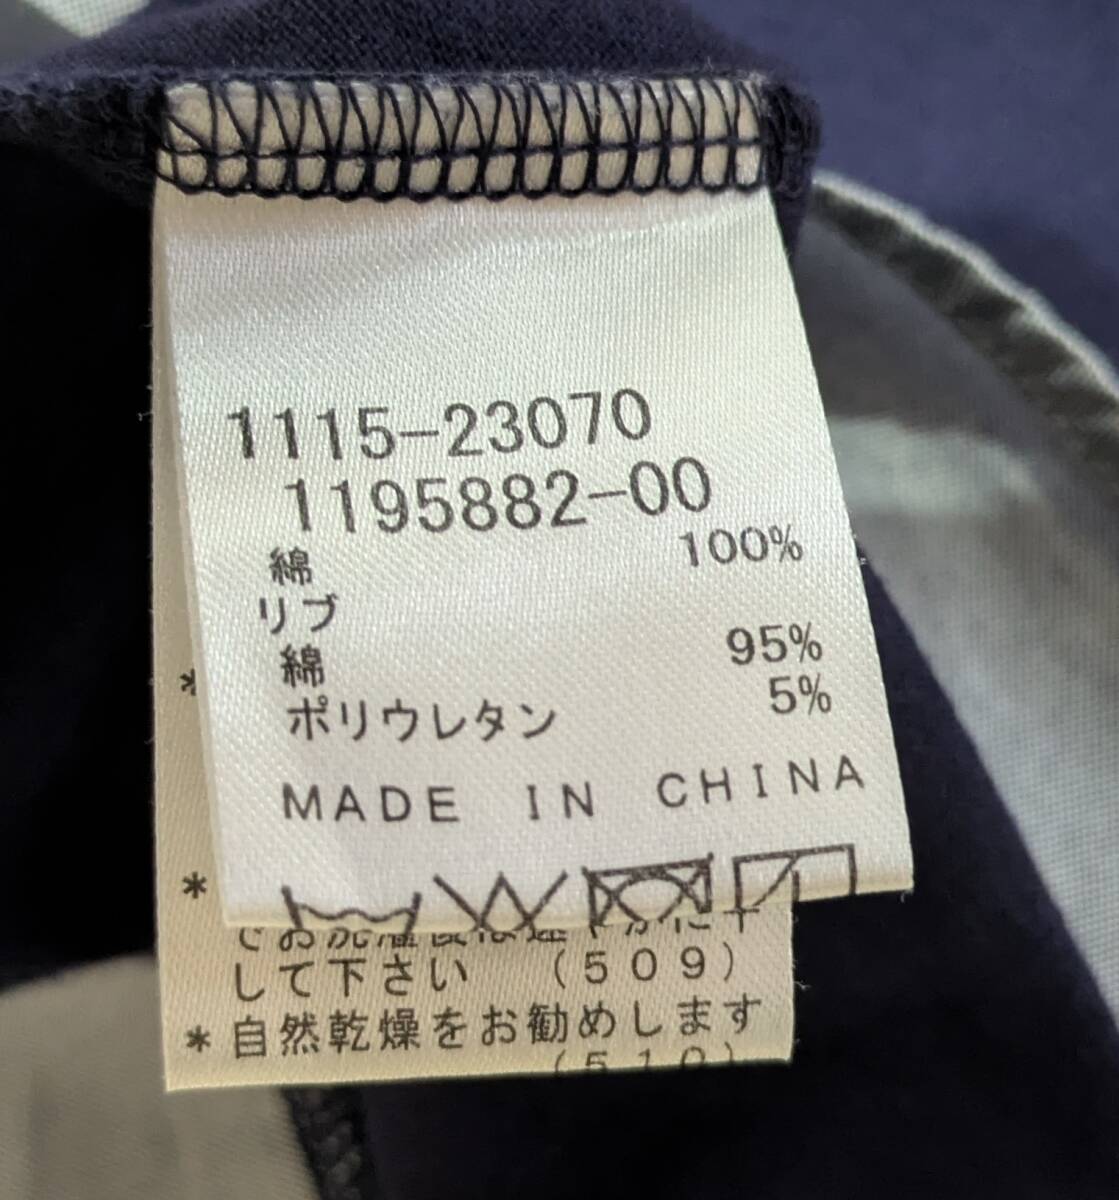 1115-23070
1195882-00
綿 100%
リブ
綿 95%
ポリウレタン 5%
MADE IN CHINA
*
*
して下さい (509)
*自然乾燥をお勧めします
(510)